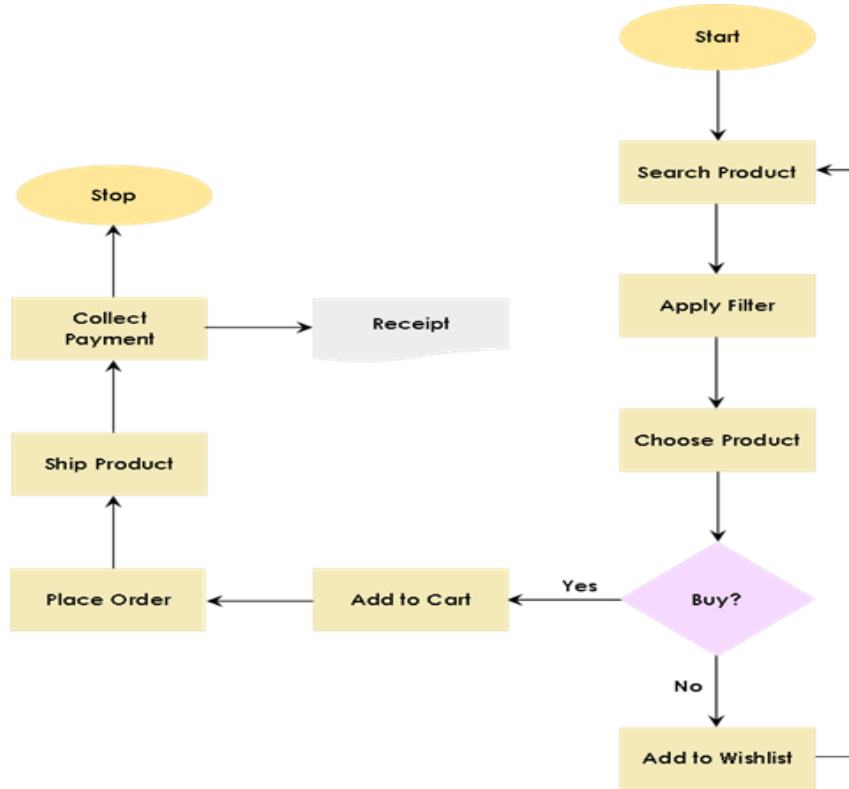 Start
Search Product
Stop
Apply Filter
Collect
Payment
Receipt
Choose Product
Ship Product
Place Order
Add to Cart
Yes
Buy?
No
Add to Wishlist